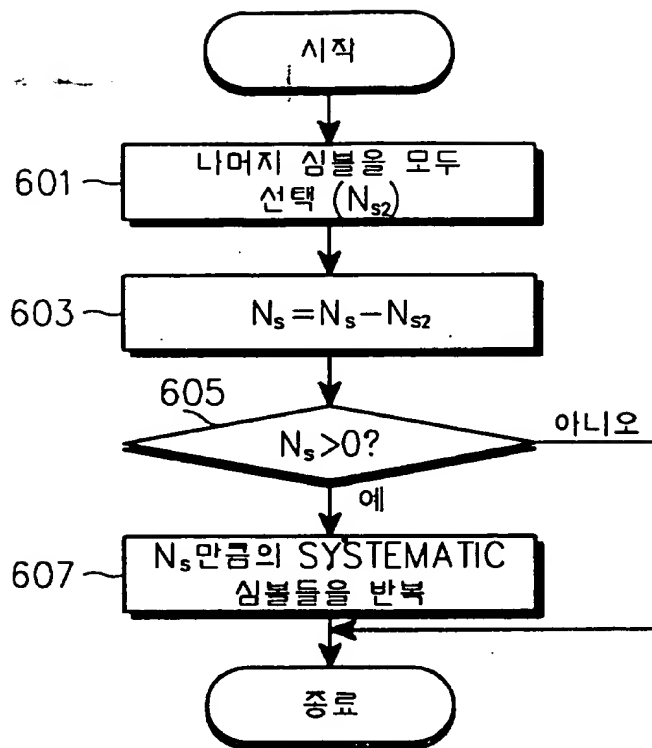 시작
601
나머지 심볼을 모두
선택 (Ns2)
603
Ns=Ns−Ns2
605
Ns>0?
아니오
예
607
Ns만큼의 SYSTEMATIC
심볼들을 반복
종료